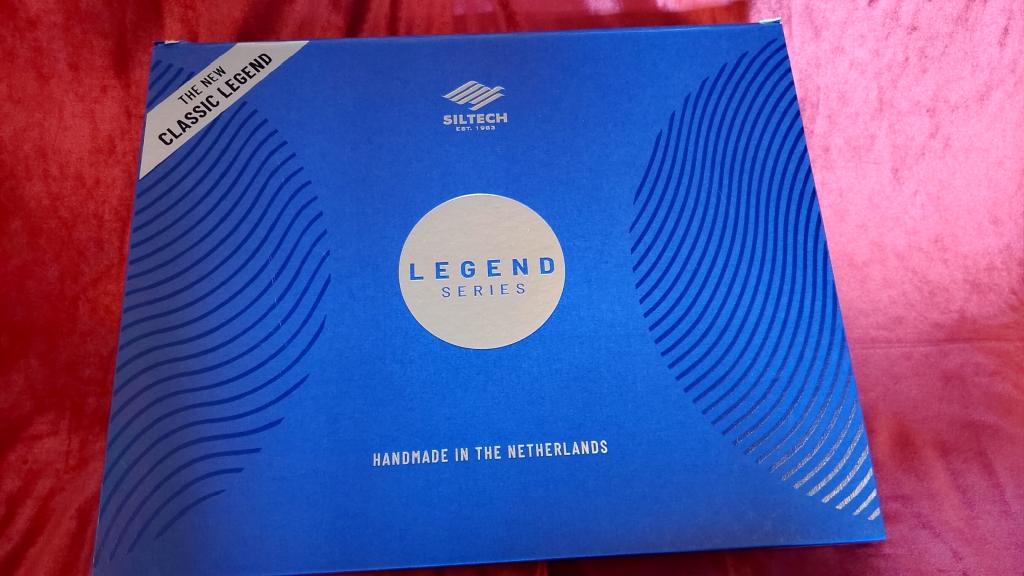 THE NEW
CLASSIC LEGEND
SILTECH
EST. 1983
LEGEND
SERIES
HANDMADE IN THE NETHERLANDS